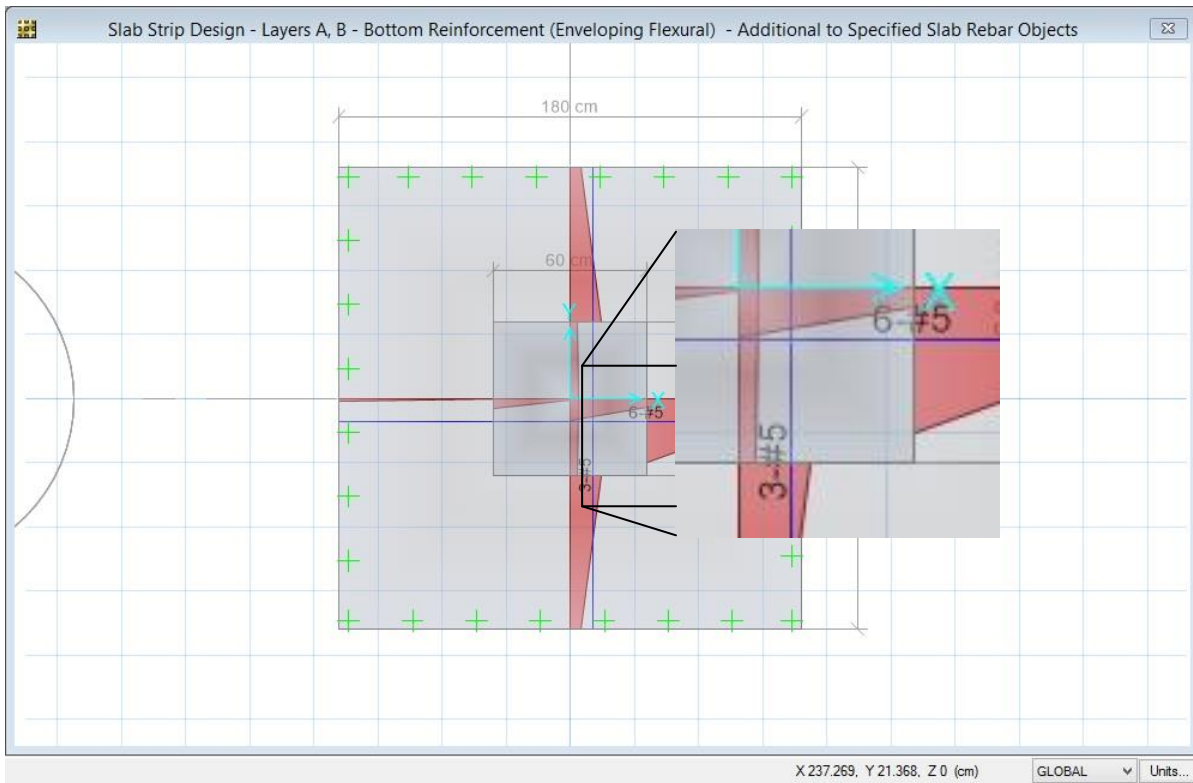 Slab Strip Design - Layers A, B - Bottom Reinforcement (Enveloping Flexural) - Additional to Specified Slab Rebar Objects
180 cm
60 cm
Y
X
6-#5
3-#5
X
6-#5
3-#5
X 237.269, Y 21.368, Z 0 (cm)
GLOBAL
Units...